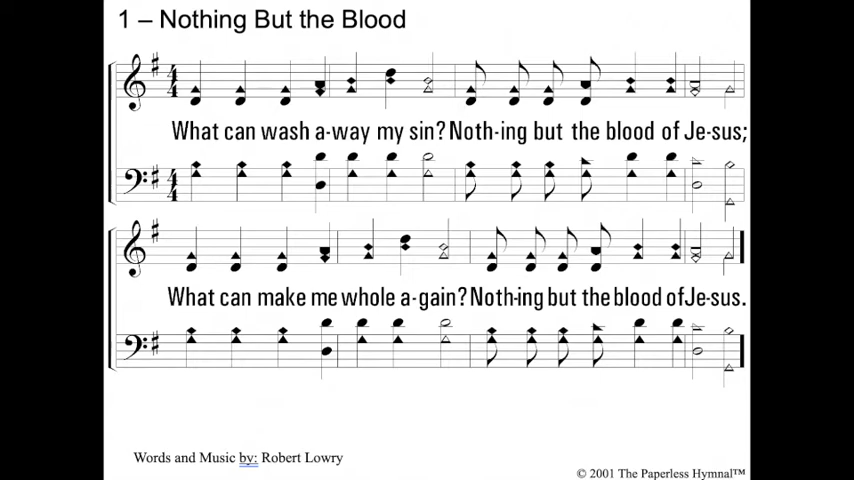 1 – Nothing But the Blood
What can wash a-way my sin? Noth-ing but the blood of Je-sus;
What can make me whole a-gain? Noth-ing but the blood of Je-sus.
Words and Music by: Robert Lowry
© 2001 The Paperless Hymnal™